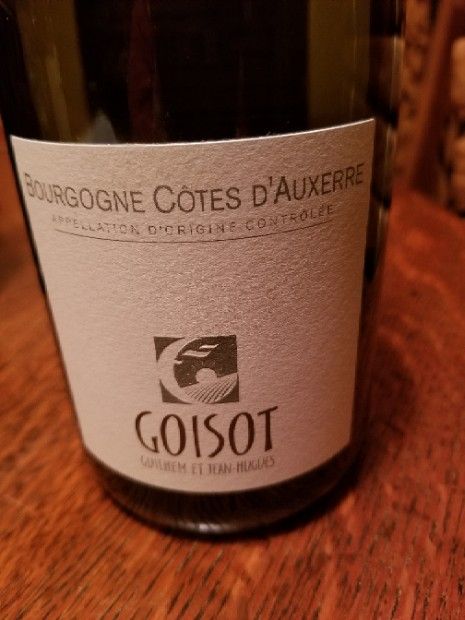 BOURGOGNE CÔTES D'AUXERRE
APPELLATION D'ORIGINE CONTRÔLÉE
GOISOT
GUILHEM ET JEAN-HUGUES